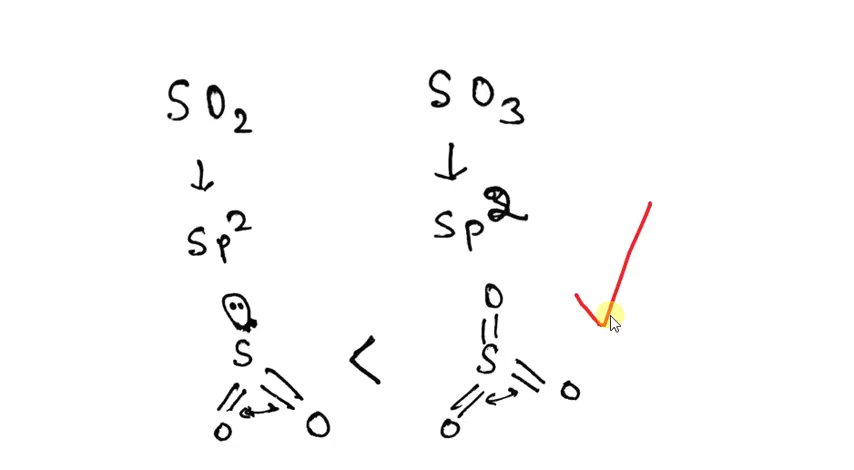 SO2 SO3
↓ ↓
Sp2 Sp2
O
S < S
O O O O